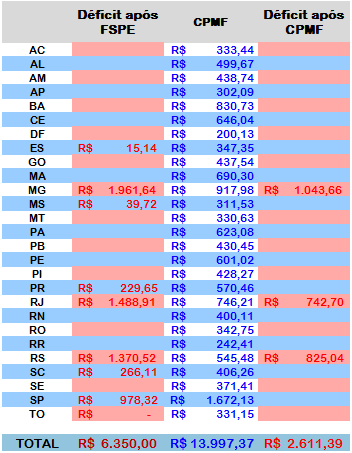 Déficit após FSPE CPMF Déficit após CPMF
AC R$ 333,44
AL R$ 499,67
AM R$ 438,74
AP R$ 302,09
BA R$ 830,73
CE R$ 646,04
DF R$ 200,13
ES R$ 15,14 R$ 347,35
GO R$ 437,54
MA R$ 690,30
MG R$ 1.961,64 R$ 917,98 R$ 1.043,66
MS R$ 39,72 R$ 311,53
MT R$ 330,63
PA R$ 623,08
PB R$ 430,45
PE R$ 601,02
PI R$ 428,27
PR R$ 229,65 R$ 570,46
RJ R$ 1.488,91 R$ 746,21 R$ 742,70
RN R$ 400,11
RO R$ 342,75
RR R$ 242,41
RS R$ 1.370,52 R$ 545,48 R$ 825,04
SC R$ 266,11 R$ 406,26
SE R$ 371,41
SP R$ 978,32 R$ 1.672,13
TO R$ - R$ 331,15
TOTAL R$ 6.350,00 R$ 13.997,37 R$ 2.611,39